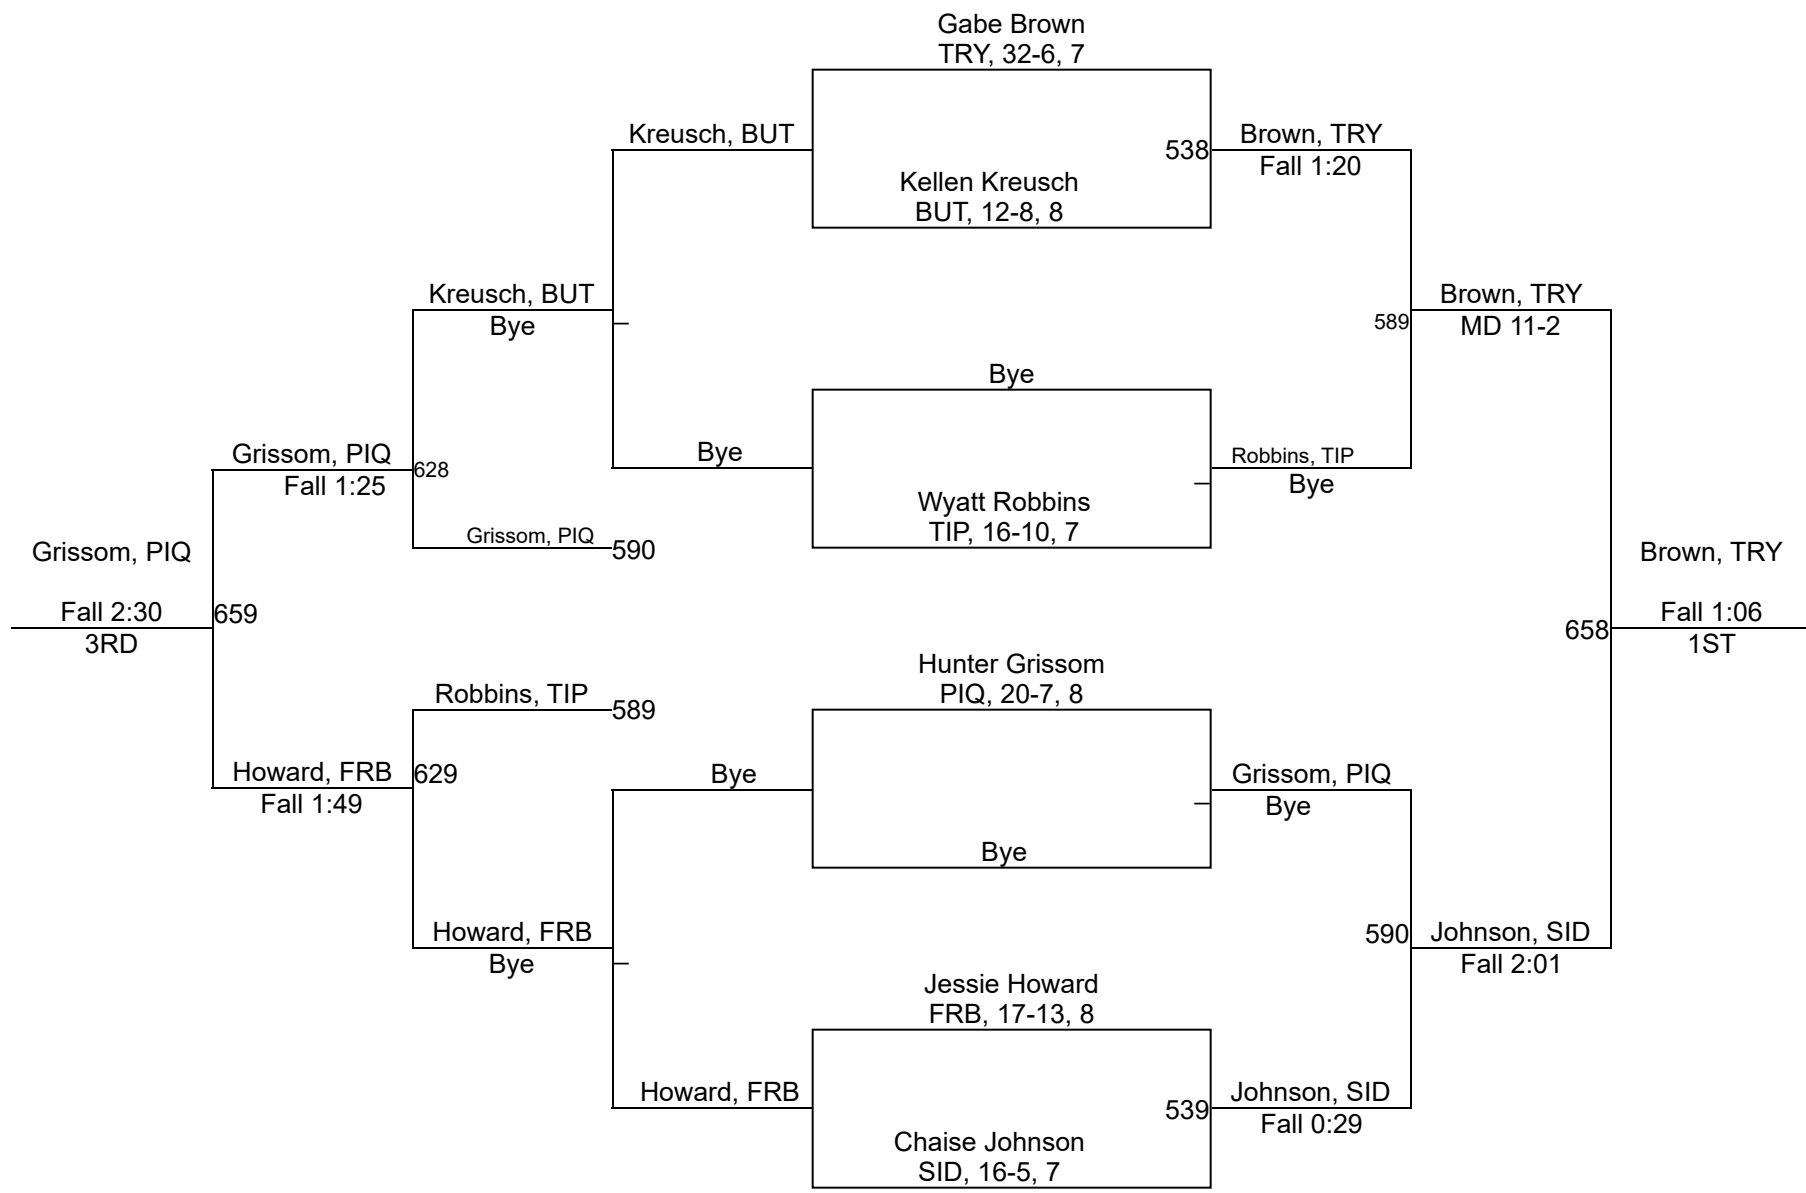 Gabe Brown
TRY, 32-6, 7
Kreusch, BUT
538
Brown, TRY
Fall 1:20
Kellen Kreusch
BUT, 12-8, 8
Kreusch, BUT
Bye
589
Brown, TRY
MD 11-2
Bye
Bye
Robbins, TIP
Bye
Wyatt Robbins
TIP, 16-10, 7
Grissom, PIQ
Fall 1:25
628
Grissom, PIQ
590
Grissom, PIQ
Fall 2:30
3RD
659
Brown, TRY
658
Fall 1:06
1ST
Hunter Grissom
PIQ, 20-7, 8
Robbins, TIP
589
Howard, FRB
Fall 1:49
629
Bye
Grissom, PIQ
Bye
Bye
Howard, FRB
Bye
590
Johnson, SID
Fall 2:01
Jessie Howard
FRB, 17-13, 8
Howard, FRB
539
Johnson, SID
Fall 0:29
Chaise Johnson
SID, 16-5, 7